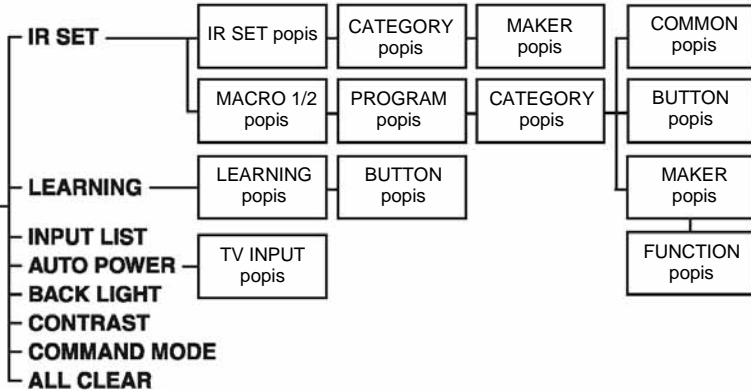 IR SET
IR SET popis
CATEGORY
popis
MAKER
popis
COMMON
popis
MACRO 1/2
popis
PROGRAM
popis
CATEGORY
popis
BUTTON
popis
LEARNING
LEARNING
popis
BUTTON
popis
MAKER
popis
INPUT LIST
AUTO POWER
TV INPUT
popis
FUNCTION
popis
BACK LIGHT
CONTRAST
COMMAND MODE
ALL CLEAR